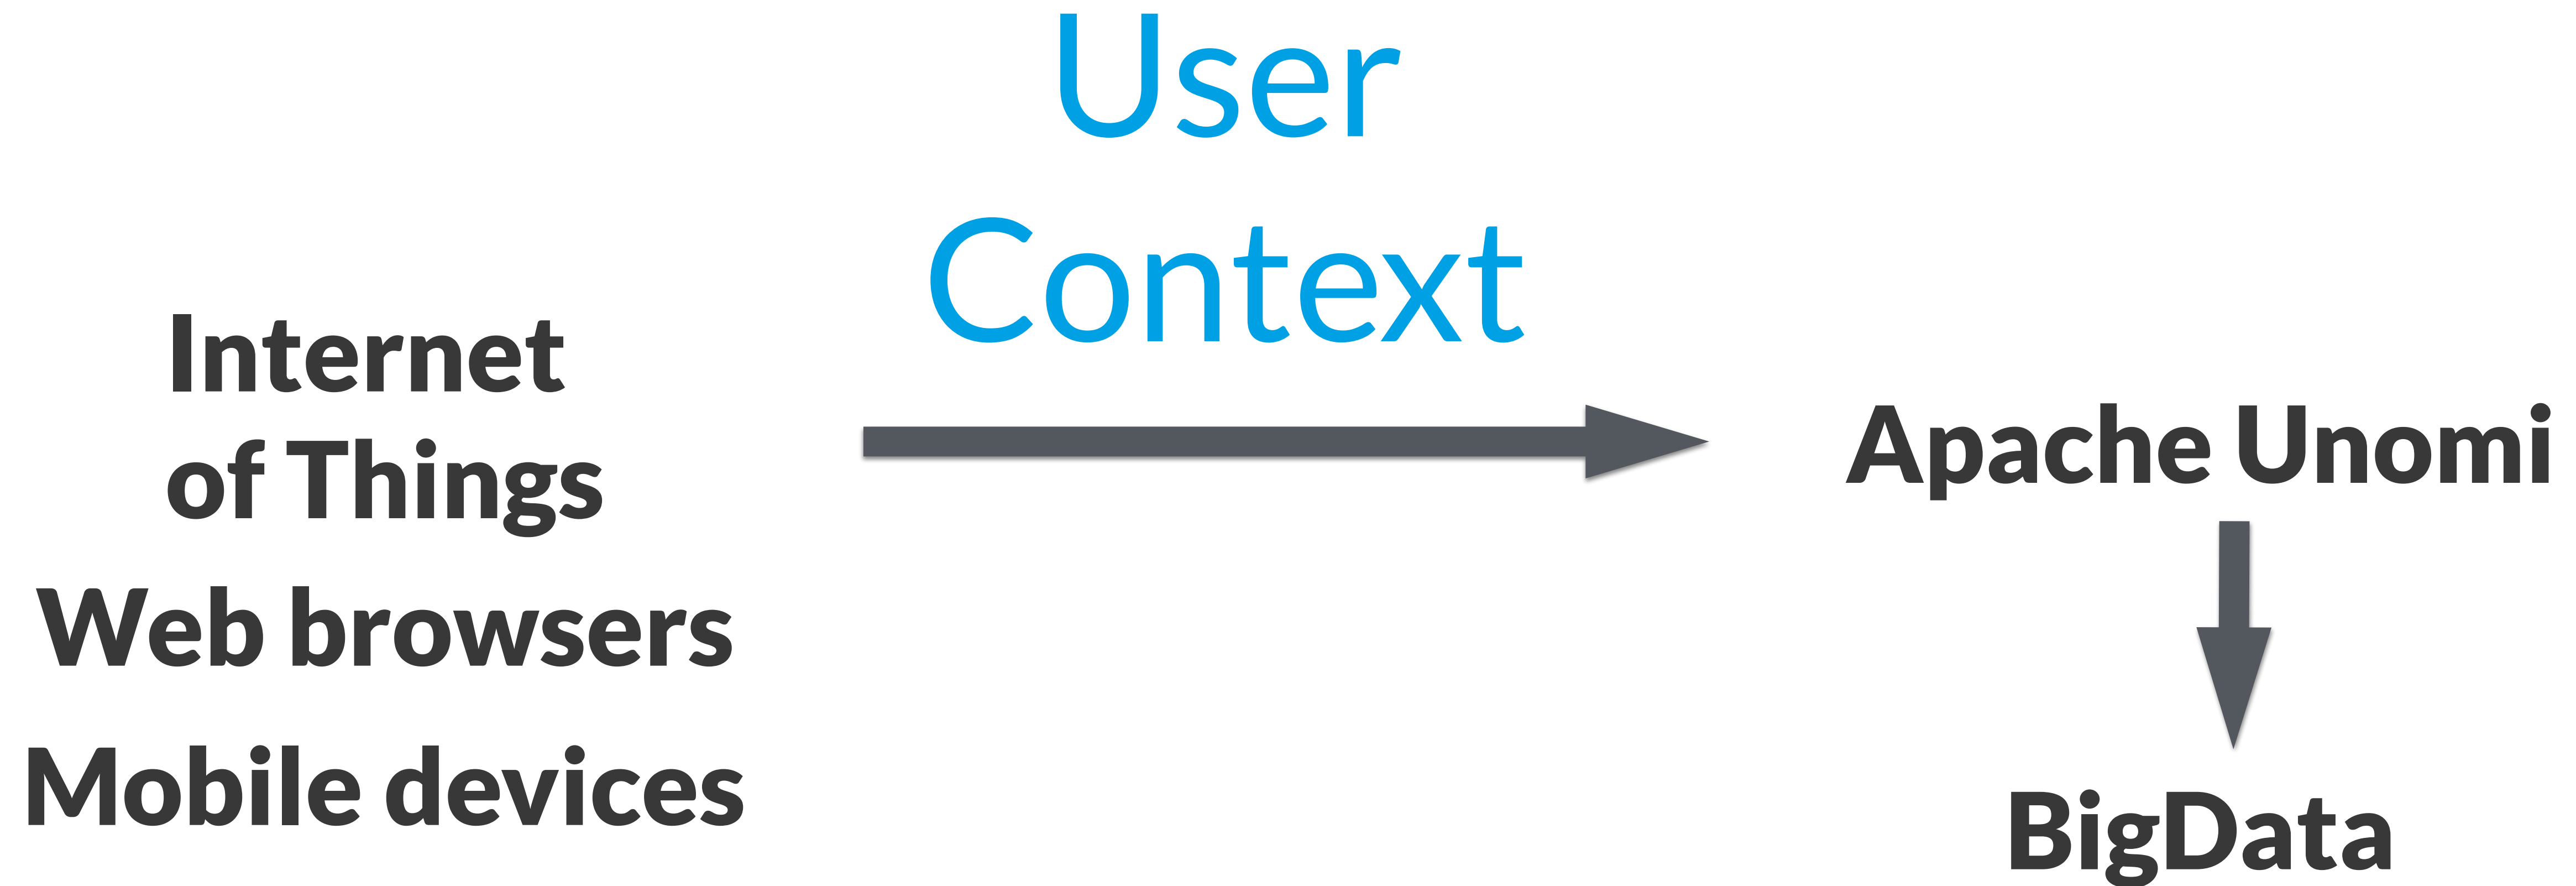 User
Context
Internet
of Things
Web browsers
Mobile devices
Apache Unomi
BigData